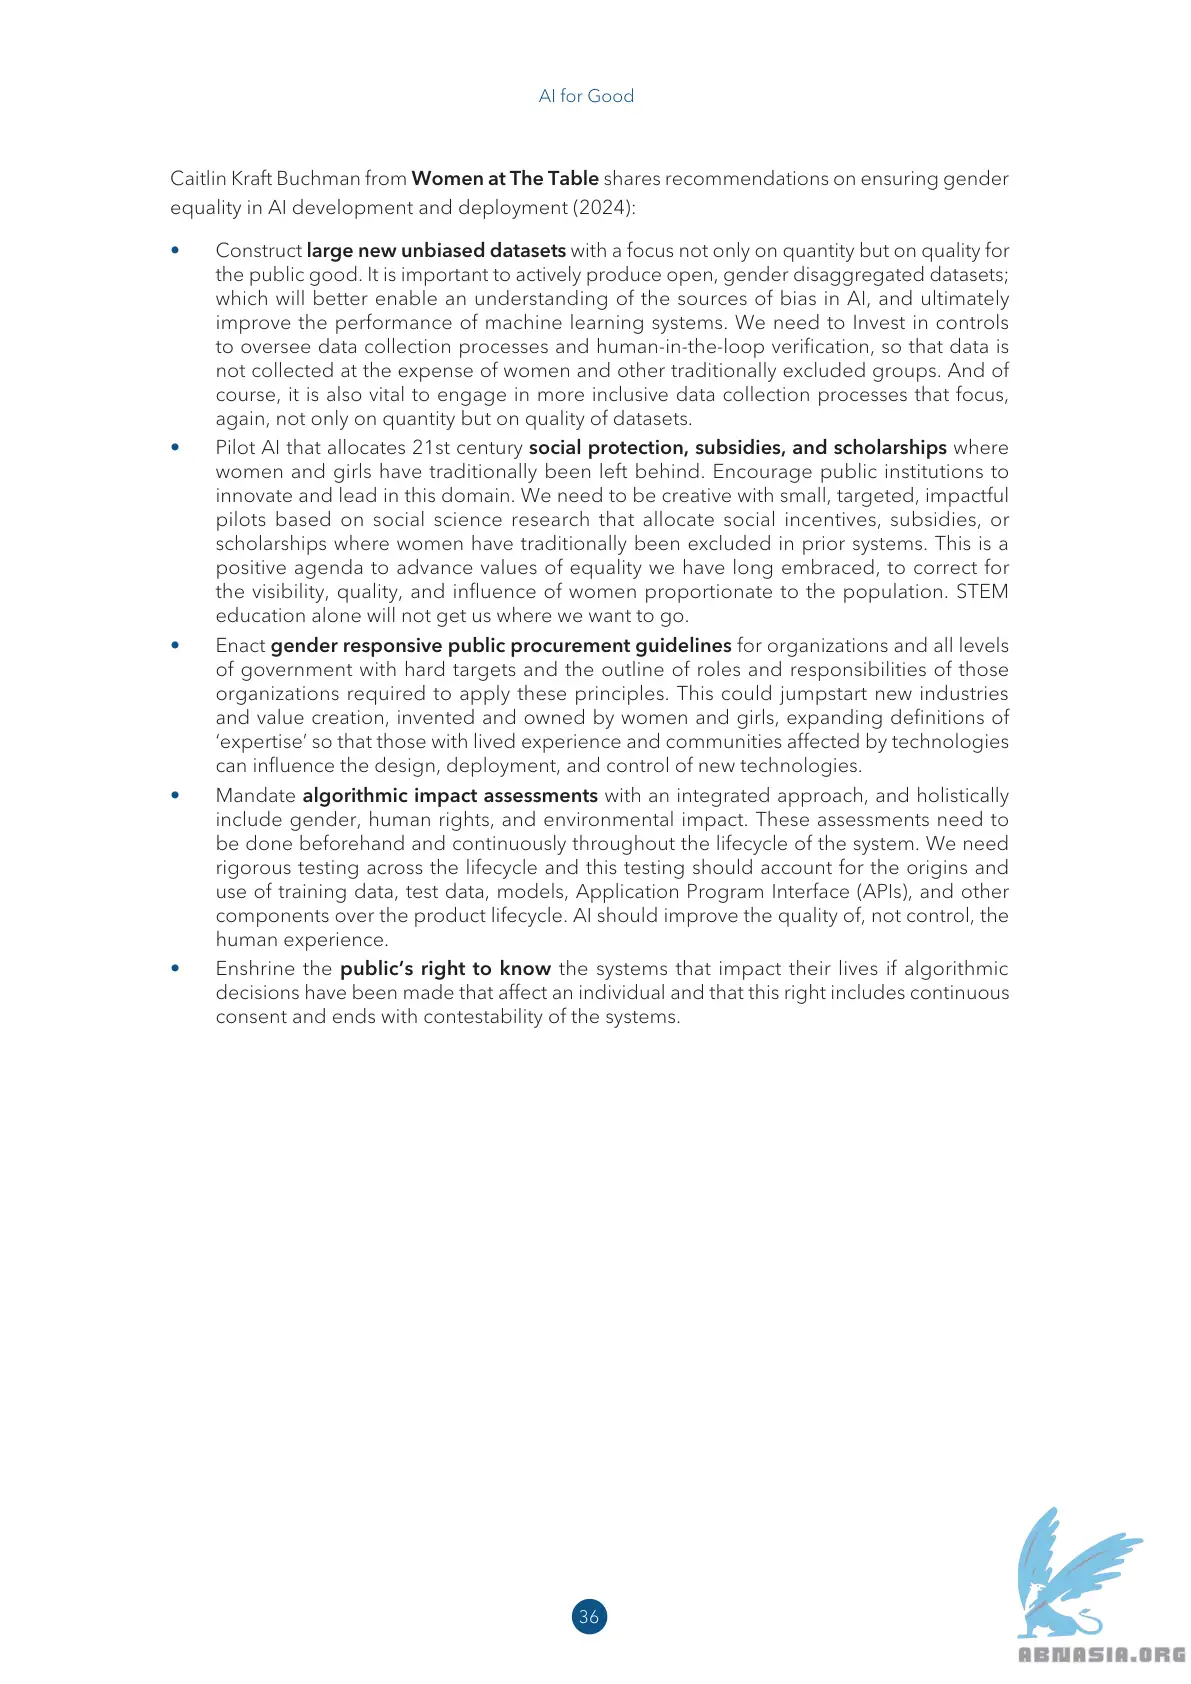 AI for Good
Caitlin Kraft Buchman from Women at The Table shares recommendations on ensuring gender
equality in AI development and deployment (2024):
• Construct large new unbiased datasets with a focus not only on quantity but on quality for
the public good. It is important to actively produce open, gender disaggregated datasets;
which will better enable an understanding of the sources of bias in AI, and ultimately
improve the performance of machine learning systems. We need to Invest in controls
to oversee data collection processes and human-in-the-loop verification, so that data is
not collected at the expense of women and other traditionally excluded groups. And of
course, it is also vital to engage in more inclusive data collection processes that focus,
again, not only on quantity but on quality of datasets.
• Pilot AI that allocates 21st century social protection, subsidies, and scholarships where
women and girls have traditionally been left behind. Encourage public institutions to
innovate and lead in this domain. We need to be creative with small, targeted, impactful
pilots based on social science research that allocate social incentives, subsidies, or
scholarships where women have traditionally been excluded in prior systems. This is a
positive agenda to advance values of equality we have long embraced, to correct for
the visibility, quality, and influence of women proportionate to the population. STEM
education alone will not get us where we want to go.
• Enact gender responsive public procurement guidelines for organizations and all levels
of government with hard targets and the outline of roles and responsibilities of those
organizations required to apply these principles. This could jumpstart new industries
and value creation, invented and owned by women and girls, expanding definitions of
‘expertise’ so that those with lived experience and communities affected by technologies
can influence the design, deployment, and control of new technologies.
• Mandate algorithmic impact assessments with an integrated approach, and holistically
include gender, human rights, and environmental impact. These assessments need to
be done beforehand and continuously throughout the lifecycle of the system. We need
rigorous testing across the lifecycle and this testing should account for the origins and
use of training data, test data, models, Application Program Interface (APIs), and other
components over the product lifecycle. AI should improve the quality of, not control, the
human experience.
• Enshrine the public’s right to know the systems that impact their lives if algorithmic
decisions have been made that affect an individual and that this right includes continuous
consent and ends with contestability of the systems.
36
ABNASIA.ORG